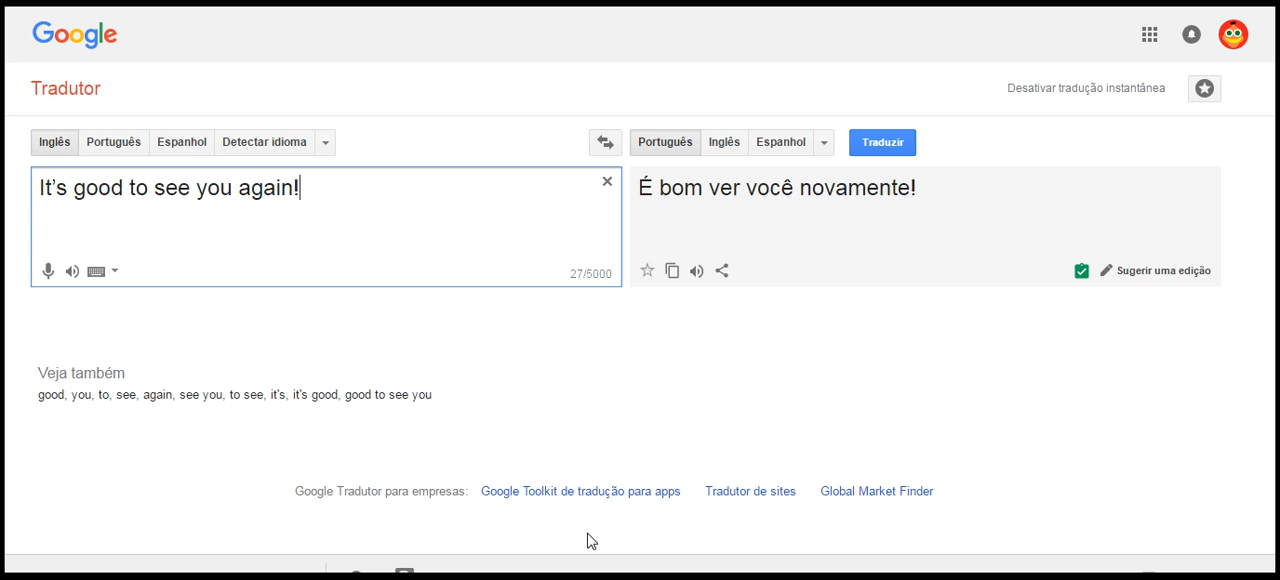 Google
Tradutor
Desativar tradução instantânea
Inglês Português Espanhol Detectar idioma
Português Inglês Espanhol Traduzir
It's good to see you again!
É bom ver você novamente!
27/5000
Sugerir uma edição
Veja também
good, you, to, see, again, see you, to see, it's, it's good, good to see you
Google Tradutor para empresas: Google Toolkit de tradução para apps Tradutor de sites Global Market Finder